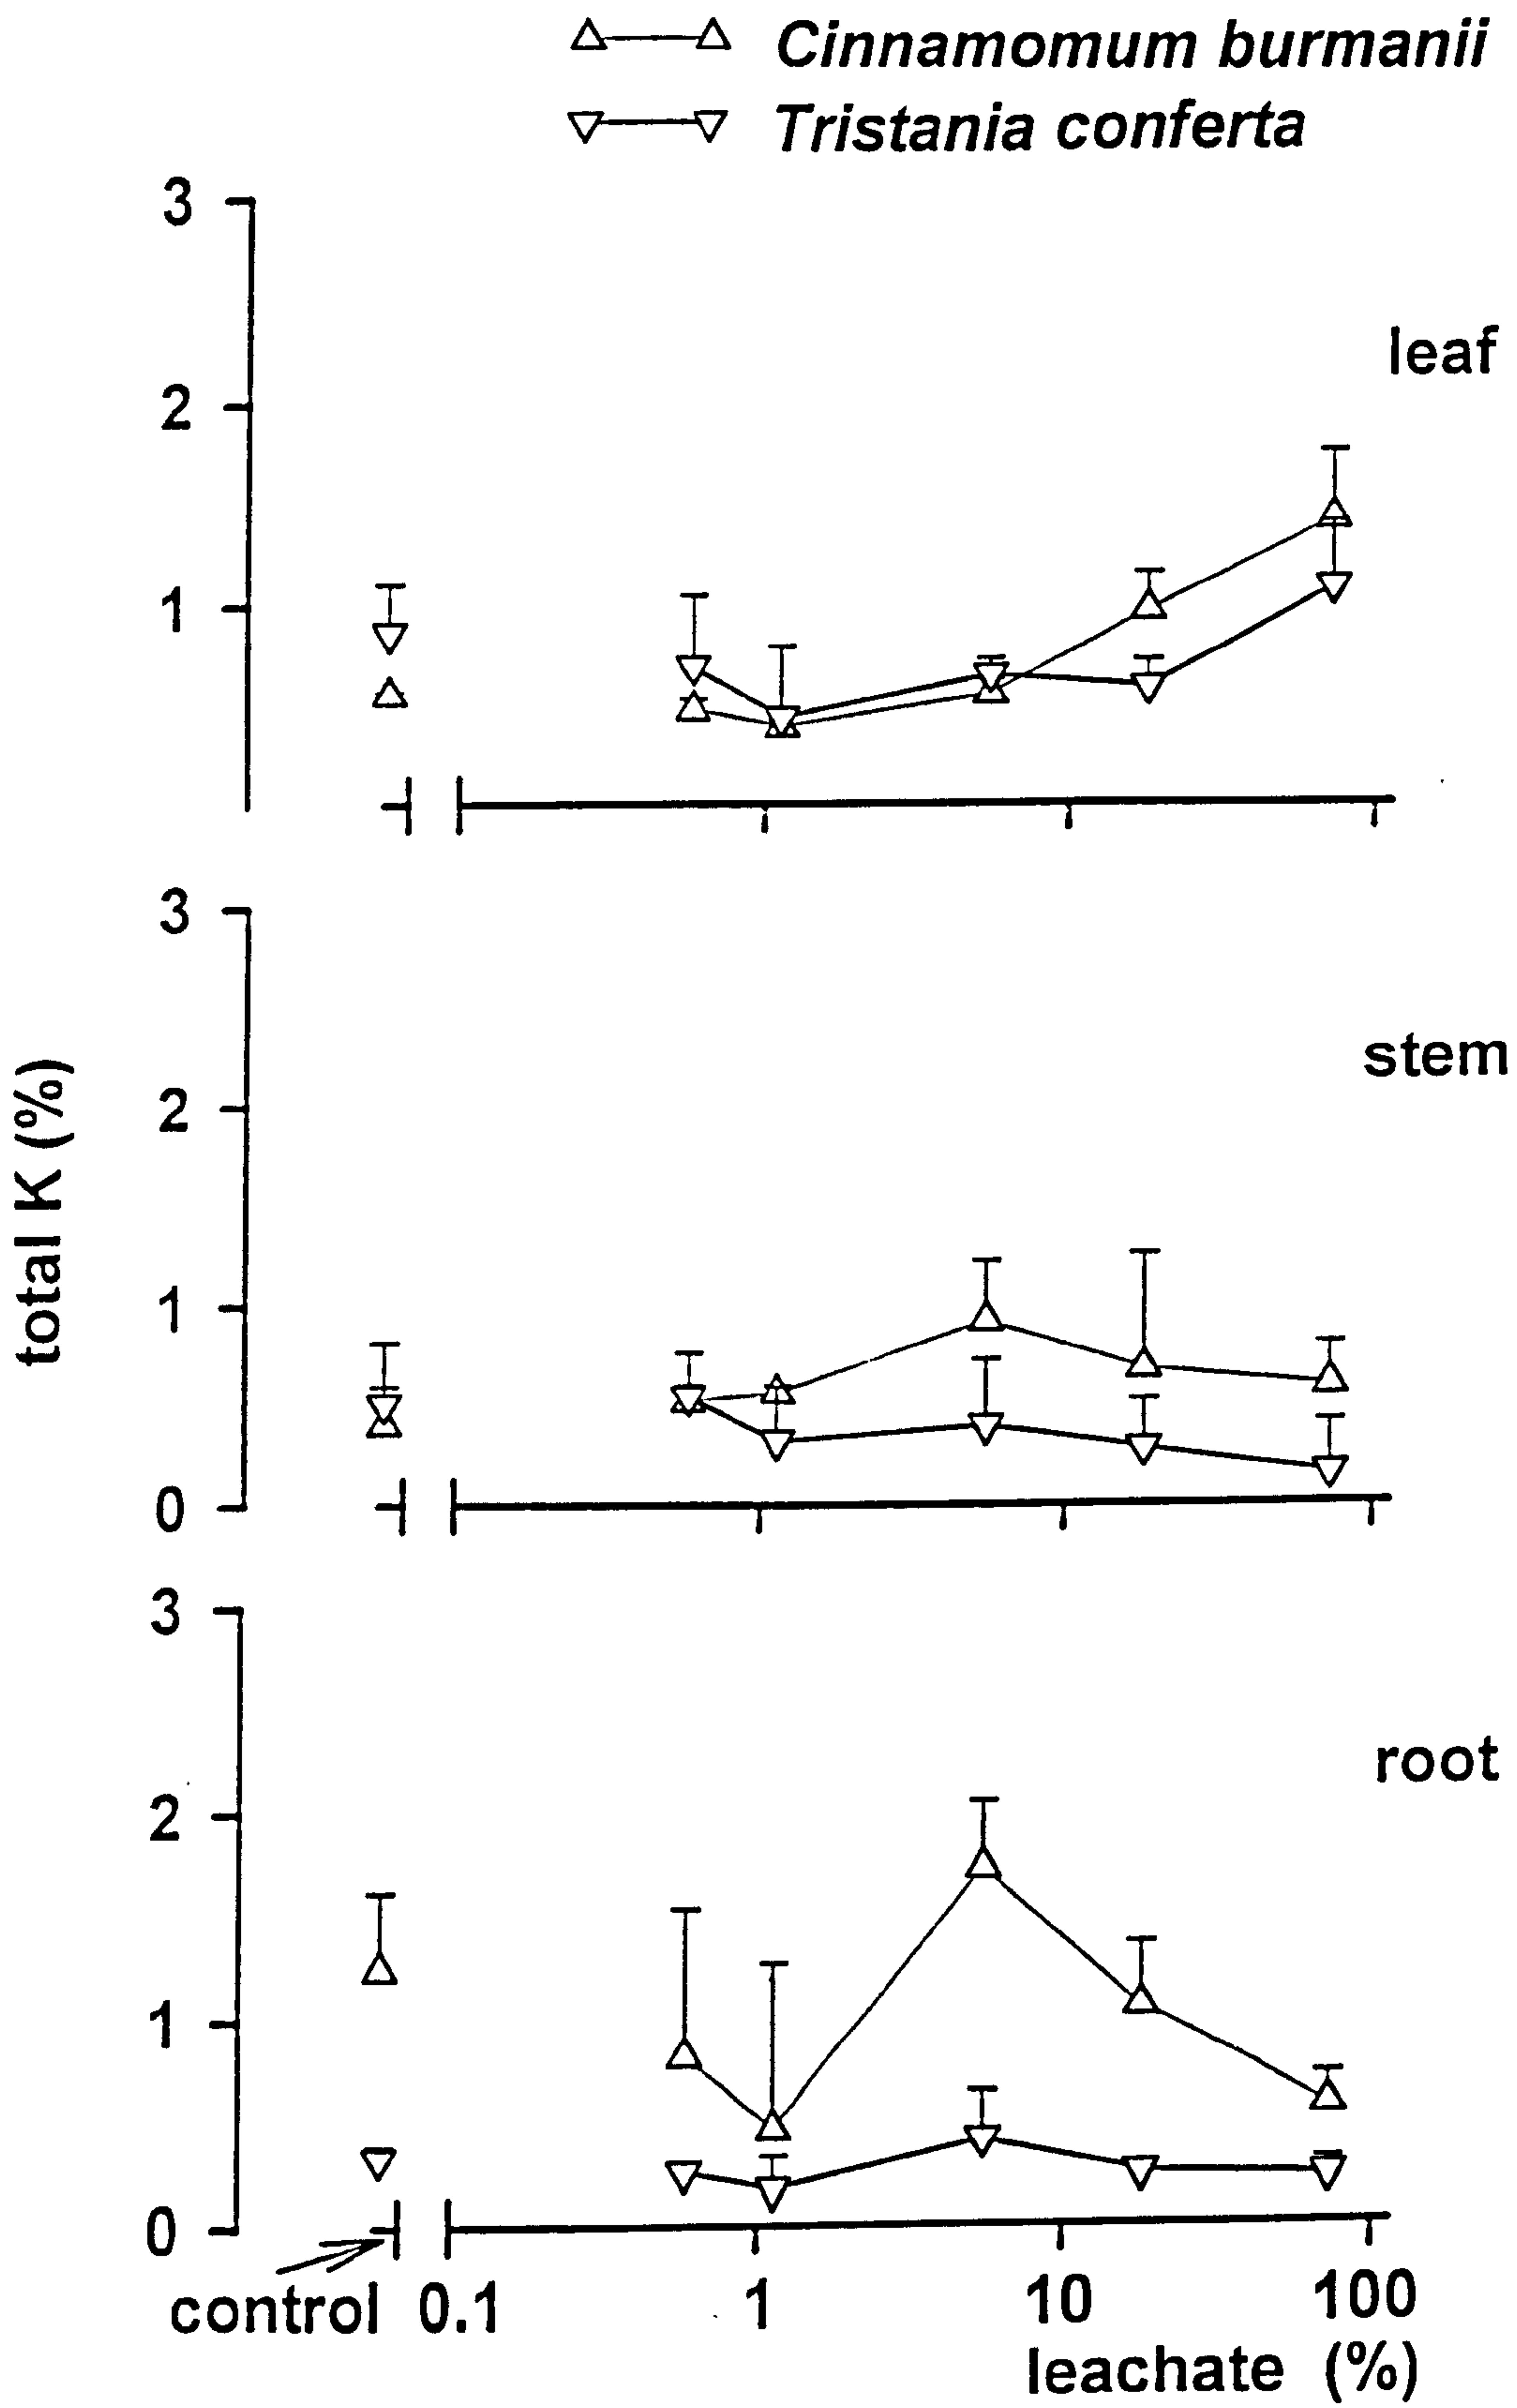 Cinnamomum burmanii
Tristania conferta
3
leaf
2
1
3
stem
2
total K (%)
1
0
3
root
2
1
0
control 0.1 1 10 100
leachate (%)